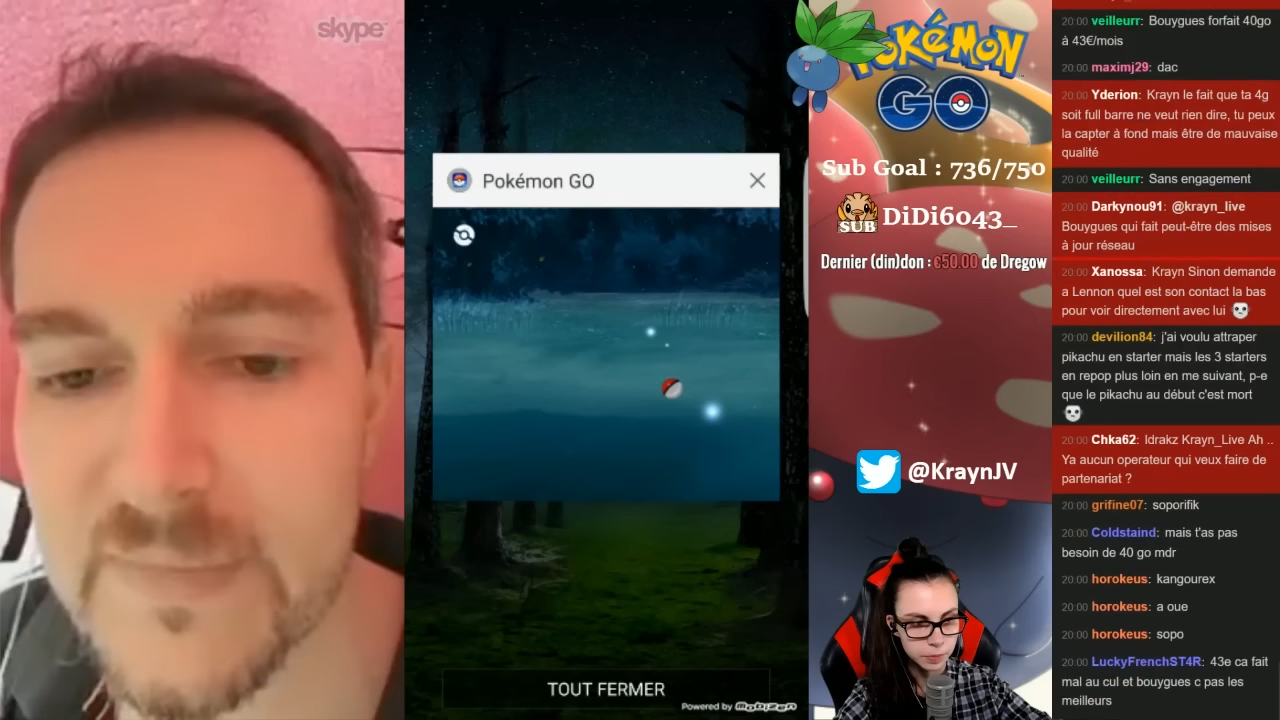 skype
Pokémon GO
TOUT FERMER
Powered by Mobizen
POKÉMON
GO
Sub Goal : 736/750
SUB
DiDi6043_
Dernier (din)don : €50.00 de Dregow
@KraynJV
20:00 veilleurr: Bouygues forfait 40go
à 43€/mois
20:00 maximj29: dac
20:00 Yderion: Krayn le fait que ta 4g
soit full barre ne veut rien dire, tu peux
la capter à fond mais être de mauvaise
qualité
20:00 veilleurr: Sans engagement
20:00 Darkynou91: @krayn_live
Bouygues qui fait peut-être des mises
à jour réseau
20:00 Xanossa: Krayn Sinon demande
a Lennon quel est son contact la bas
pour voir directement avec lui
20:00 devilion84: j'ai voulu attraper
pikachu en starter mais les 3 starters
en repop plus loin en me suivant, p-e
que le pikachu au début c'est mort
20:00 Chka62: Idrakz Krayn_Live Ah ..
Ya aucun operateur qui veux faire de
partenariat ?
20:00 grifine07: soporifik
20:00 Coldstaind: mais t'as pas
besoin de 40 go mdr
20:00 horokeus: kangourex
20:00 horokeus: a oue
20:00 horokeus: sopo
20:00 LuckyFrenchST4R: 43e ca fait
mal au cul et bouygues c pas les
meilleurs